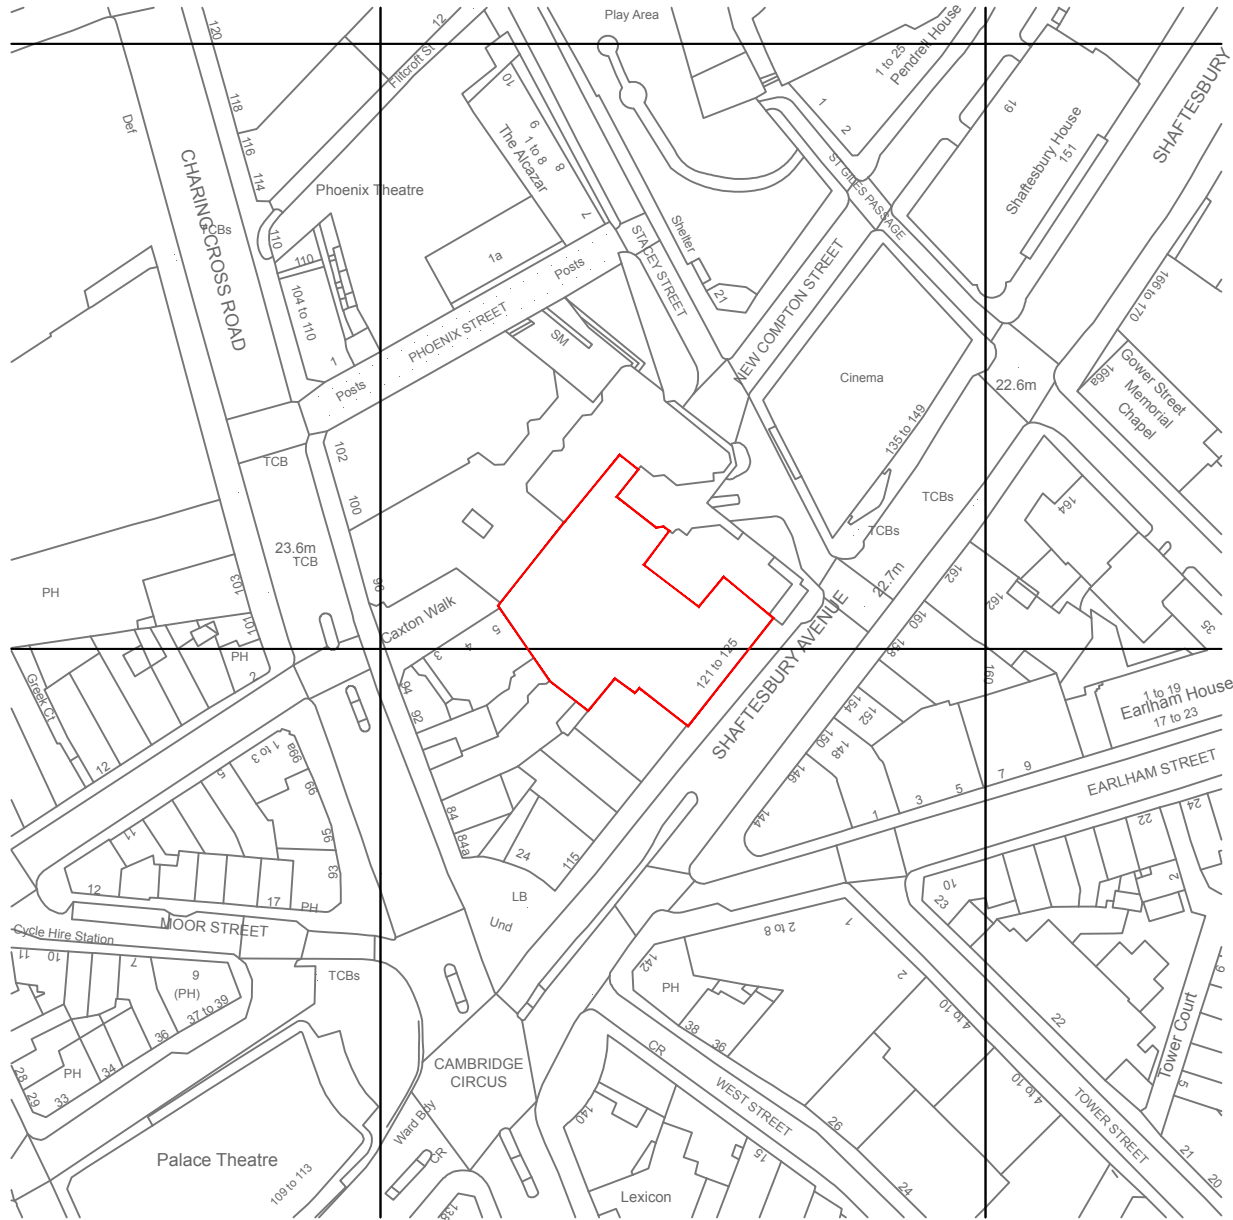 Play Area
120
12
Flitcroft St
10
1 to 25
Pendrell House
19
SHAFTESBURY
Def
118
116
114
9
1 to 8
The Alcazar
8
7
1
2
ST GILES PASSAGE
Shaftesbury House
151
CHARING CROSS ROAD
TCBs
Phoenix Theatre
110
110
104 to 110
1
1a
Posts
STACEY STREET
Shelter
21
NEW COMPTON STREET
166 to 170
PHOENIX STREET
SM
Posts
Cinema
135 to 149
22.6m
166a
Gower Street
Memorial
Chapel
102
TCB
100
23.6m
TCB
TCBs
TCBs
164
PH
103
101
PH
2
96
Caxton Walk
5
4
3
121 to 125
SHAFTESBURY AVENUE
22.7m
162
162
160
158
160
35
Greek Ct
12
94
92
154
152
150
148
146
144
1 to 19
Earlham House
17 to 23
EARLHAM STREET
1
3
5
7
9
5
1 to 3
99a
99
95
93
11
12
17
PH
84
84a
24
115
LB
Und
22
24
2
10
23
MOOR STREET
Cycle Hire Station
11
10
7
9
(PH)
37 to 39
36
34
PH
28
29
33
TCBs
2 to 8
1
2
142
PH
38
36
4 to 10
4 to 10
22
9
Tower Court
5
CAMBRIDGE
CIRCUS
CR
WEST STREET
26
24
15
140
TOWER STREET
21
20
Ward Bdy
CR
Palace Theatre
109 to 113
136
Lexicon